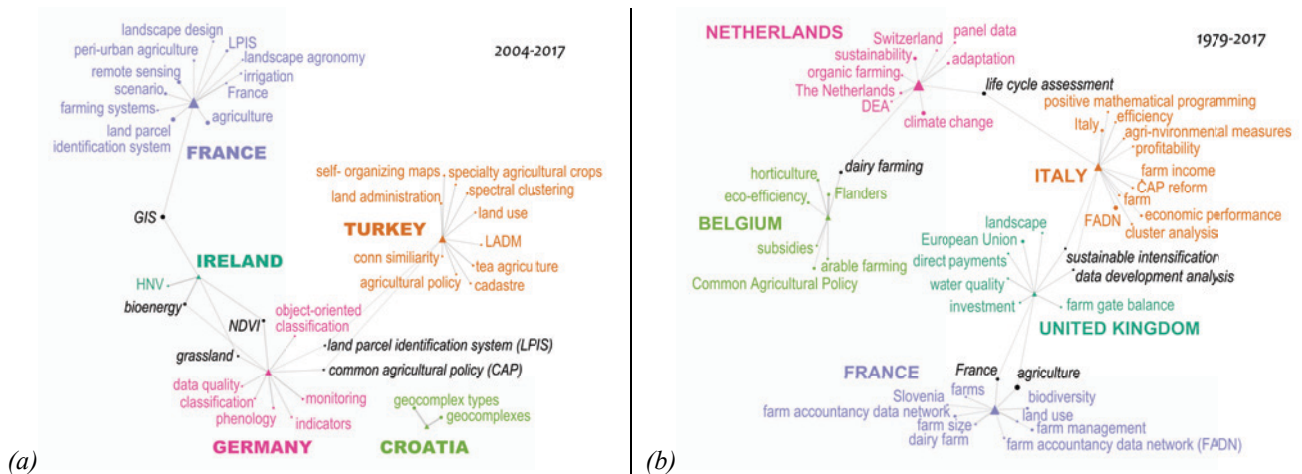 landscape design
peri-urban agriculture
LPIS
landscape agronomy
remote sensing
irrigation
scenario
France
farming systems
agriculture
land parcel
identification system
FRANCE
2004-2017
self- organizing maps
specialty agricultural crops
land administration
spectral clustering
land use
TURKEY
LADM
conn similiarity
tea agriculture
agricultural policy
cadastre
GIS
IRELAND
HNV
bioenergy
object-oriented
classification
NDVI
grassland
land parcel identification system (LPIS)
common agricultural policy (CAP)
data quality
classification
monitoring
phenology
indicators
GERMANY
geocomplex types
geocomplexes
CROATIA
(a)
NETHERLANDS
1979-2017
Switzerland
panel data
sustainability
adaptation
organic farming
The Netherlands
DEA
climate change
life cycle assessment
positive mathematical programming
efficiency
Italy
agri-nvironmental measures
profitability
ITALY
farm income
CAP reform
farm
FADN
economic performance
cluster analysis
dairy farming
horticulture
Flanders
eco-efficiency
BELGIUM
subsidies
arable farming
Common Agricultural Policy
landscape
European Union
direct payments
water quality
investment
farm gate balance
sustainable intensification
data development analysis
UNITED KINGDOM
FRANCE
France
agriculture
Slovenia
farms
biodiversity
farm accountancy data network
land use
farm size
farm management
dairy farm
farm accountancy data network (FADN)
(b)